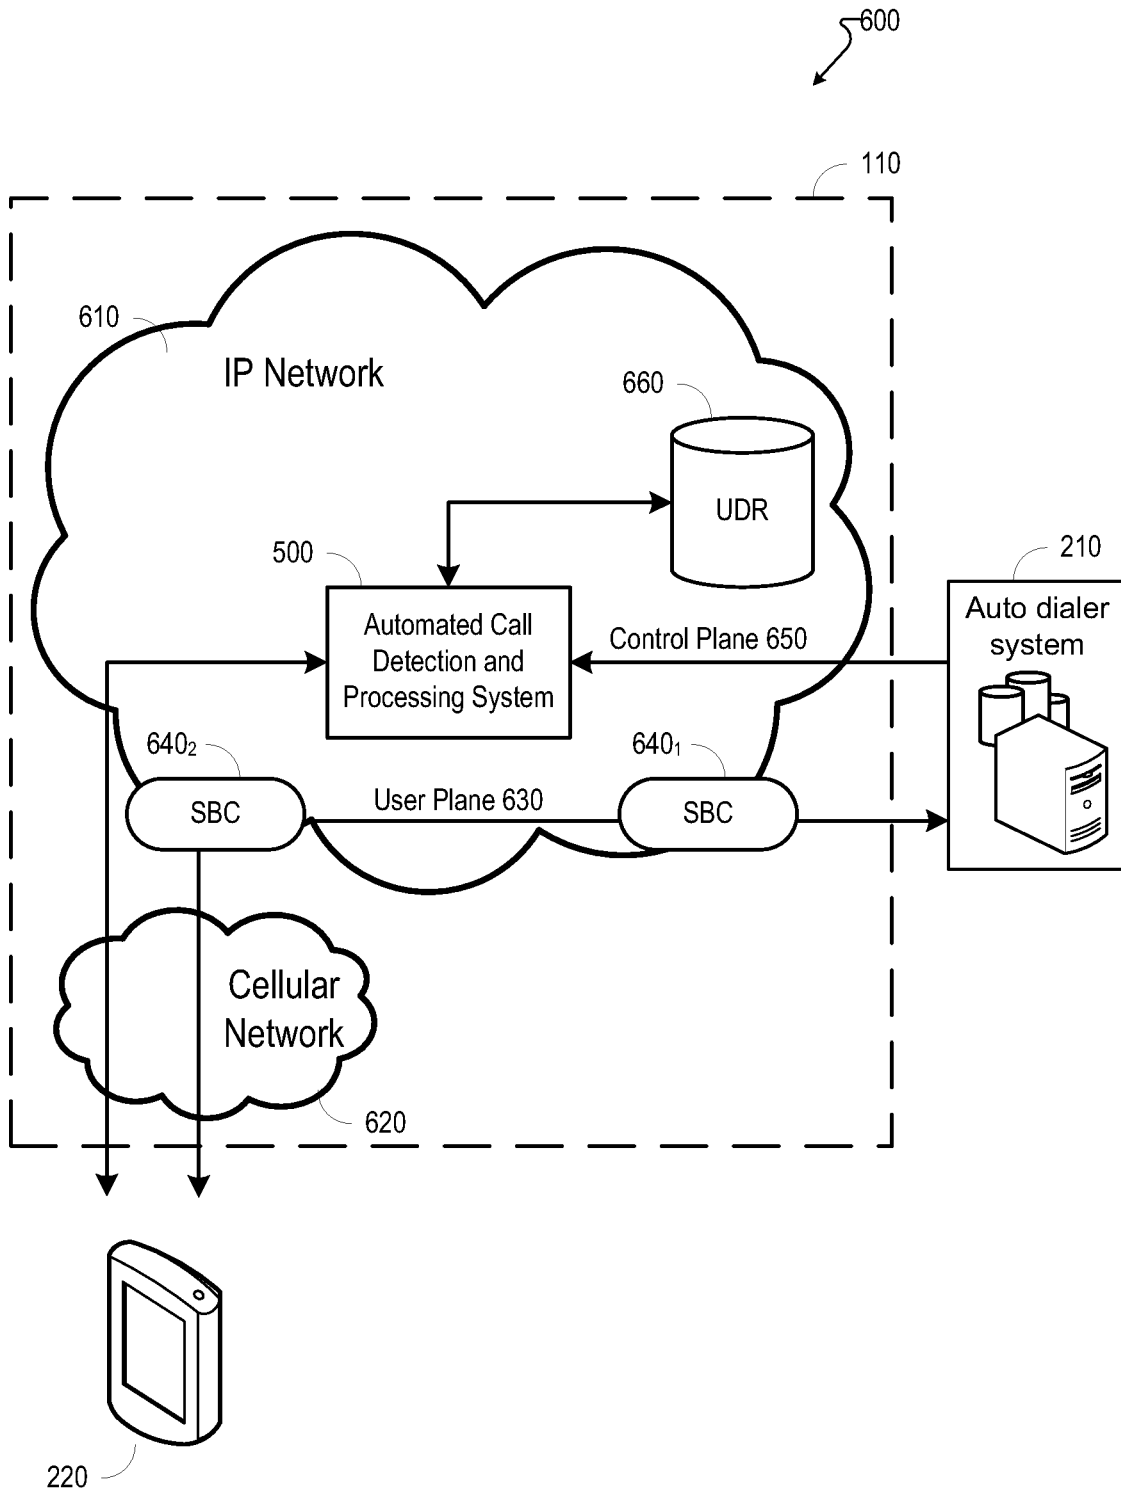 600
110
610
IP Network
660
UDR
500
210
Automated Call
Detection and
Processing System
Control Plane 650
Auto dialer
system
640₂
640₁
SBC
User Plane 630
SBC
Cellular
Network
620
220